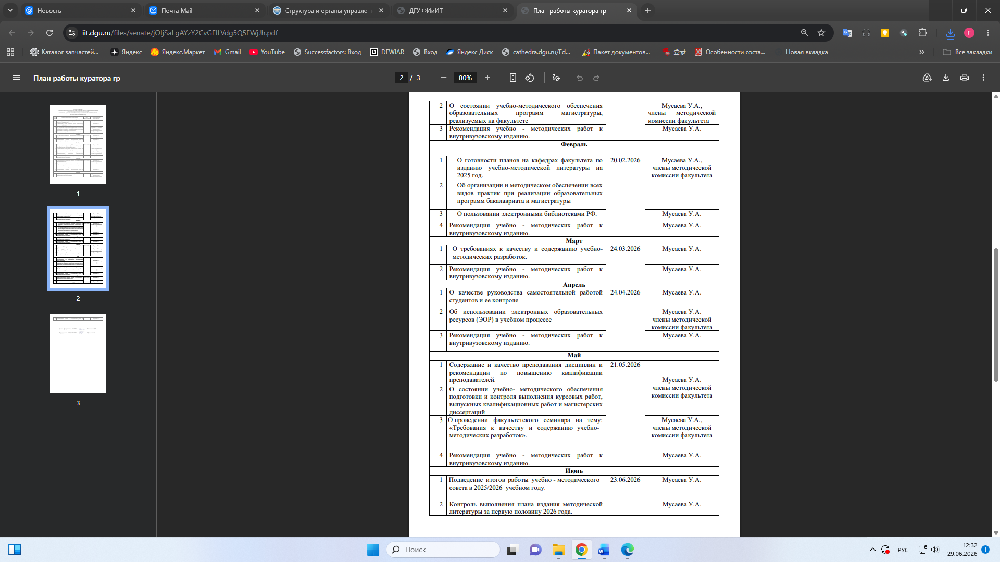 Новость
Почта Mail
Структура и органы управлен
ДГУ ФИиИТ
План работы куратора гр
iit.dgu.ru/files/senate/jOIjSaLgAYzY2CvGFILVdg5Q5FWjJh.pdf
Каталог запчастей...
Яндекс
Яндекс.Маркет
Gmail
YouTube
Successfactors: Вход
DEWIAR
Вход
Яндекс Диск
cathedra.dgu.ru/Ed...
Пакет документов...
登录
Особенности соста...
Новая вкладка
Все закладки
План работы куратора гр
2 / 3
80%
1
2
3
2 О состоянии учебно-методического обеспечения Мусаева У.А.,
образовательных программ магистратуры, члены методической
реализуемых на факультете комиссии факультета
3 Рекомендация учебно - методических работ к Мусаева У.А.
внутривузовскому изданию.
Февраль
1 О готовности планов на кафедрах факультета по 20.02.2026 Мусаева У.А.,
изданию учебно-методической литературы на члены методической
2025 год. комиссии факультета
2 Об организации и методическом обеспечении всех
видов практик при реализации образовательных
программ бакалавриата и магистратуры
3 О пользовании электронными библиотеками РФ. Мусаева У.А.
4 Рекомендация учебно - методических работ к Мусаева У.А.
внутривузовскому изданию.
Март
1 О требованиях к качеству и содержанию учебно- 24.03.2026 Мусаева У.А.
методических разработок.
2 Рекомендация учебно - методических работ к Мусаева У.А.
внутривузовскому изданию.
Апрель
1 О качестве руководства самостоятельной работой 24.04.2026 Мусаева У.А.
студентов и ее контроле
2 Об использовании электронных образовательных Мусаева У.А.
ресурсов (ЭОР) в учебном процессе члены методической
комиссии факультета
3 Рекомендация учебно - методических работ к Мусаева У.А.
внутривузовскому изданию.
Май
1 Содержание и качество преподавания дисциплин и 21.05.2026
рекомендации по повышению квалификации
преподавателей. Мусаева У.А.
2 О состоянии учебно- методического обеспечения члены методической
подготовки и контроля выполнения курсовых работ, комиссии факультета
выпускных квалификационных работ и магистерских
диссертаций
3 О проведении факультетского семинара на тему: Мусаева У.А.,
«Требования к качеству и содержанию учебно- члены методической
методических разработок». комиссии факультета
4 Рекомендация учебно - методических работ к Мусаева У.А.
внутривузовскому изданию.
Июнь
1 Подведение итогов работы учебно - методического 23.06.2026 Мусаева У.А.
совета в 2025/2026 учебном году.
2 Контроль выполнения плана издания методической Мусаева У.А.
литературы за первую половину 2026 года.
Поиск
РУС
12:32
29.06.2026
1